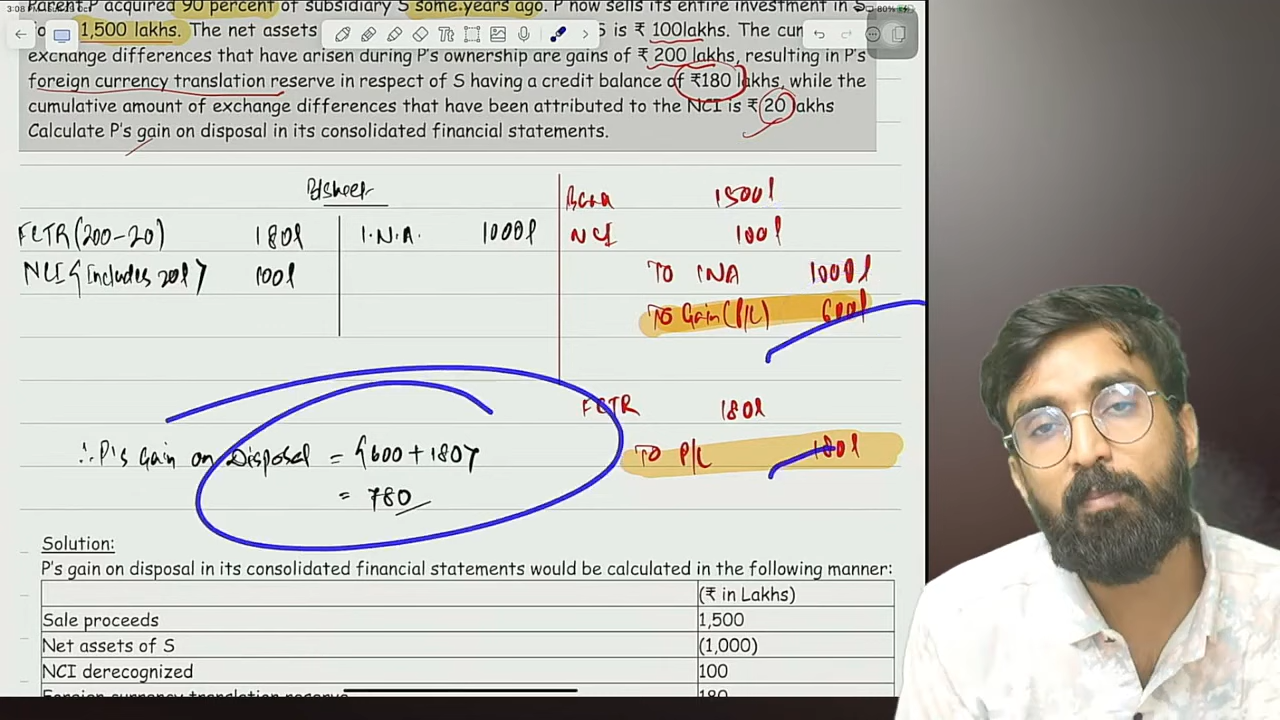 P acquired 90 percent of subsidiary S some years ago. P now sells its entire investment in
1,500 lakhs. The net assets S is ₹ 100lakhs. The cum
exchange differences that have arisen during P's ownership are gains of ₹ 200 lakhs, resulting in P's
foreign currency translation reserve in respect of S having a credit balance of ₹180 lakhs, while the
cumulative amount of exchange differences that have been attributed to the NCI is ₹ 20 lakhs
Calculate P's gain on disposal in its consolidated financial statements.
B/sheet
FCTR (200-20) 180l I.N.A. 1000l
NCI {includes 20l} 100l
Bank 1500l
NCI 100l
To INA 1000l
To Gain (P/L) 600l
FCTR 180l
To P/L 180l
∴ P's Gain on Disposal = {600+180}
= 780
Solution:
P's gain on disposal in its consolidated financial statements would be calculated in the following manner:
(₹ in Lakhs)
Sale proceeds 1,500
Net assets of S (1,000)
NCI derecognized 100
Foreign currency translation reserve 180